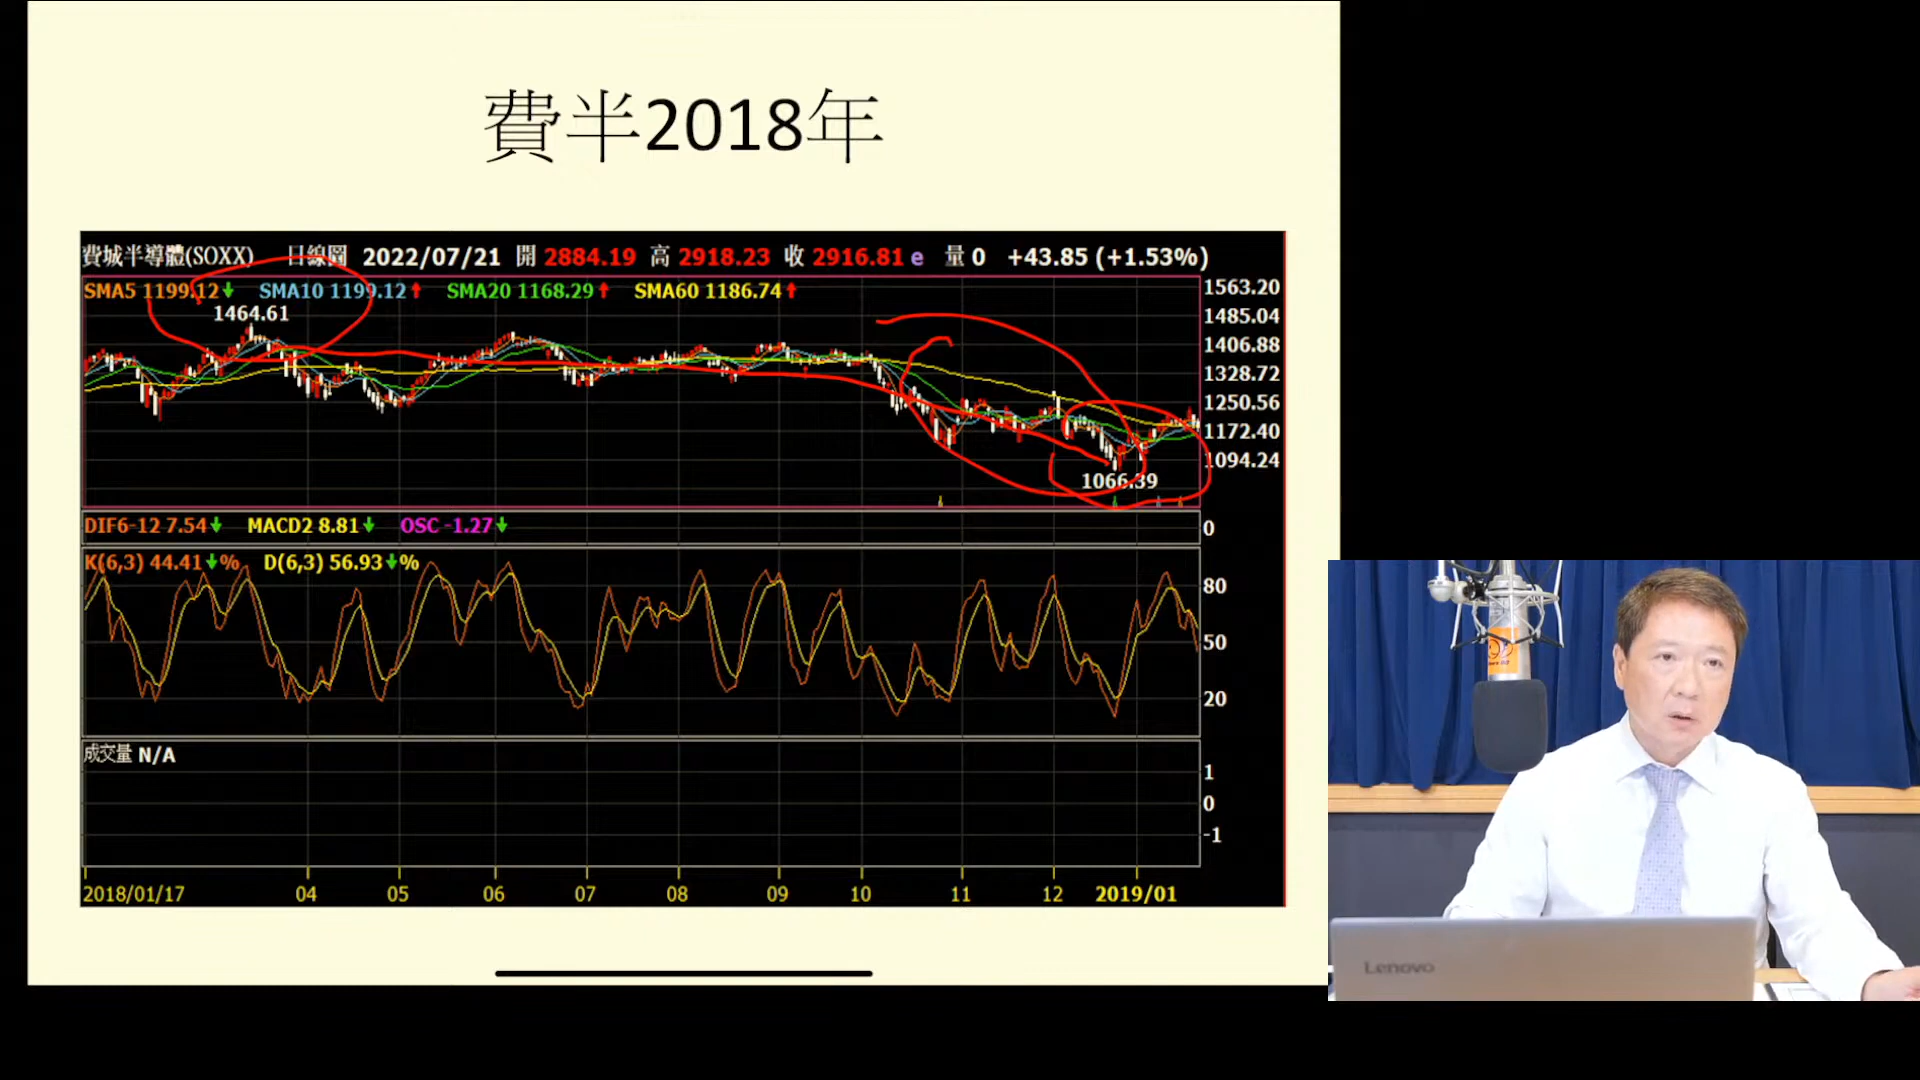 費半2018年
費城半導體(SOXX) 日線圖 2022/07/21 開 2884.19 高 2918.23 收 2916.81 e 量 0 +43.85 (+1.53%)
SMA5 1199.12 SMA10 1199.12 SMA20 1168.29 SMA60 1186.74
1464.61
1563.20
1485.04
1406.88
1328.72
1250.56
1172.40
1094.24
1066.39
DIF6-12 7.54 MACD2 8.81 OSC -1.27
0
K(6,3) 44.41 % D(6,3) 56.93 %
80
50
20
成交量 N/A
1
0
-1
2018/01/17 04 05 06 07 08 09 10 11 12 2019/01
Lenovo